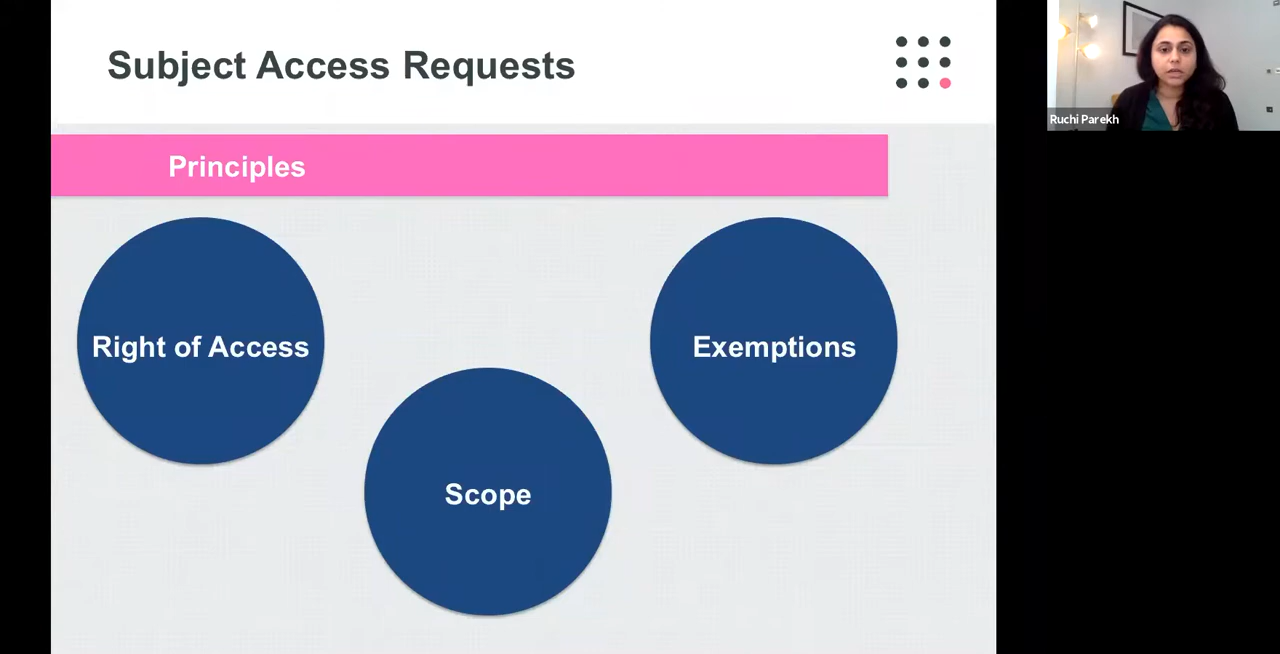 Subject Access Requests
Ruchi Parekh
Principles
Right of Access
Exemptions
Scope